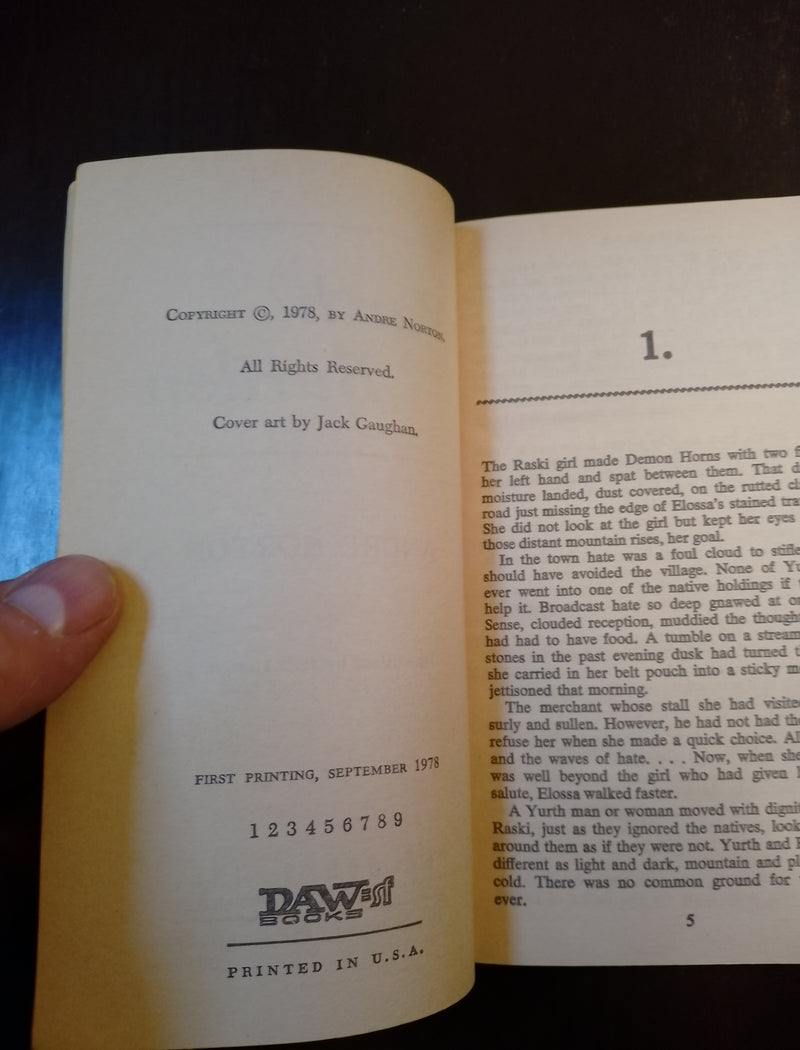 COPYRIGHT ©, 1978, BY ANDRE NORTON.
All Rights Reserved.
Cover art by Jack Gaughan.
FIRST PRINTING, SEPTEMBER 1978
1 2 3 4 5 6 7 8 9
DAW=sf
BOOKS
PRINTED IN U.S.A.
1.
The Raski girl made Demon Horns with two
her left hand and spat between them. That
moisture landed, dust covered, on the rutted
road just missing the edge of Elossa's stained
She did not look at the girl but kept her eyes
those distant mountain rises, her goal.
In the town hate was a foul cloud to
should have avoided the village. None of
ever went into one of the native holdings if
help it. Broadcast hate so deep gnawed at
Sense, clouded reception, muddied the
had had to have food. A tumble on a
stones in the past evening dusk had turned
she carried in her belt pouch into a sticky
jettisoned that morning.
The merchant whose stall she had
surly and sullen. However, he had not had
refuse her when she made a quick choice.
and the waves of hate. . . . Now, when she
was well beyond the girl who had given
salute, Elossa walked faster.
A Yurth man or woman moved with
Raski, just as they ignored the natives,
around them as if they were not. Yurth and
different as light and dark, mountain and
cold. There was no common ground for
ever.
5